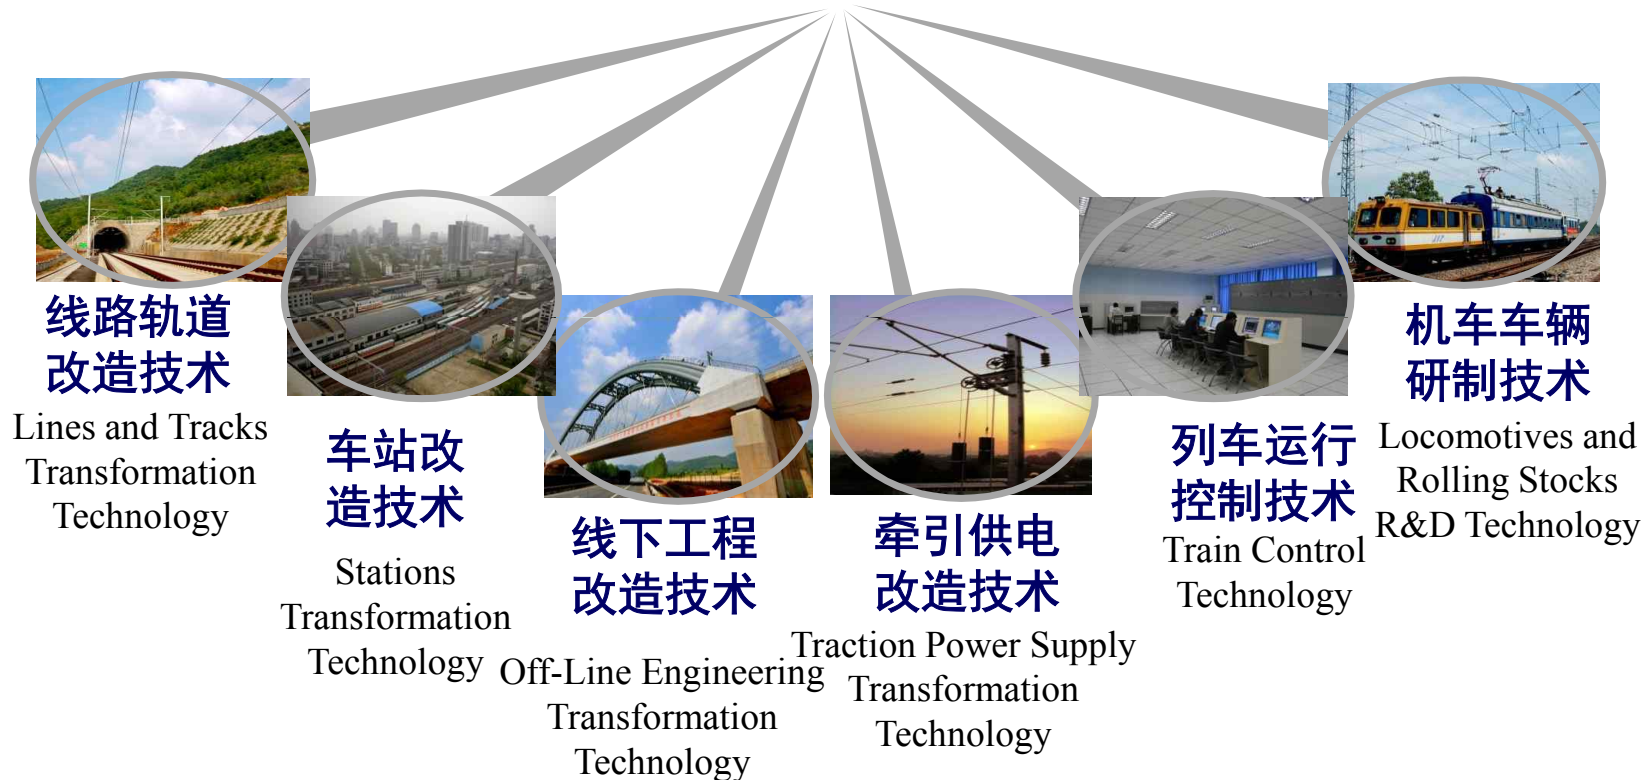 线路轨道
改造技术
Lines and Tracks
Transformation
Technology
车站改
造技术
Stations
Transformation
Technology
线下工程
改造技术
Off-Line Engineering
Transformation
Technology
牵引供电
改造技术
Traction Power Supply
Transformation
Technology
列车运行
控制技术
Train Control
Technology
机车车辆
研制技术
Locomotives and
Rolling Stocks
R&D Technology